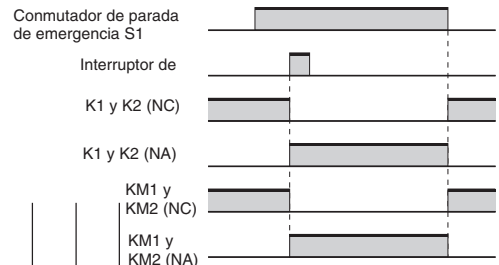 Conmutador de parada
de emergencia S1
Interruptor de
K1 y K2 (NC)
K1 y K2 (NA)
KM1 y
KM2 (NC)
KM1 y
KM2 (NA)